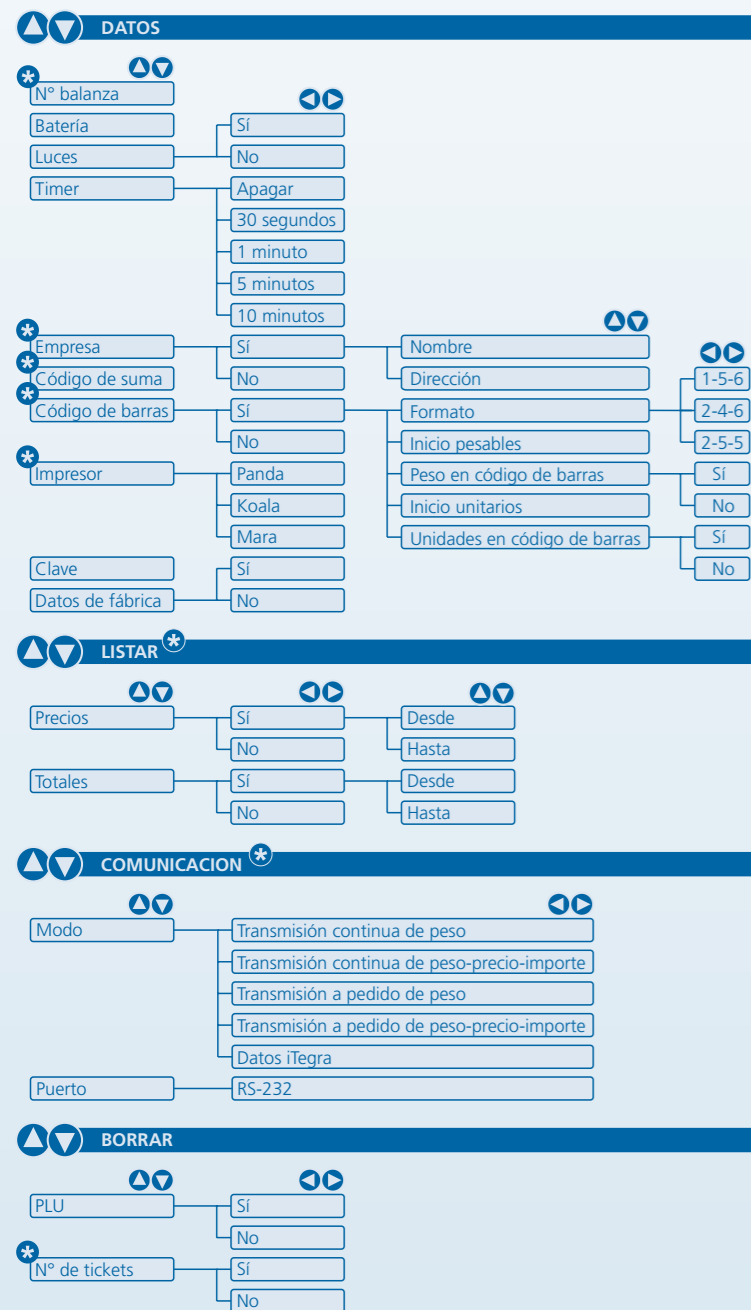 DATOS
*
N° balanza
Batería
Sí
Luces
No
Timer
Apagar
30 segundos
1 minuto
5 minutos
10 minutos
*
Empresa
Sí
Nombre
*
Código de suma
No
Dirección
1-5-6
*
Código de barras
Sí
Formato
2-4-6
No
Inicio pesables
2-5-5
*
Impresor
Panda
Peso en código de barras
Sí
Koala
Inicio unitarios
No
Mara
Unidades en código de barras
Sí
No
Clave
Sí
Datos de fábrica
No
LISTAR *
Precios
Sí
Desde
No
Hasta
Totales
Sí
Desde
No
Hasta
COMUNICACION *
Modo
Transmisión continua de peso
Transmisión continua de peso-precio-importe
Transmisión a pedido de peso
Transmisión a pedido de peso-precio-importe
Datos iTegra
Puerto
RS-232
BORRAR
PLU
Sí
No
*
N° de tickets
Sí
No